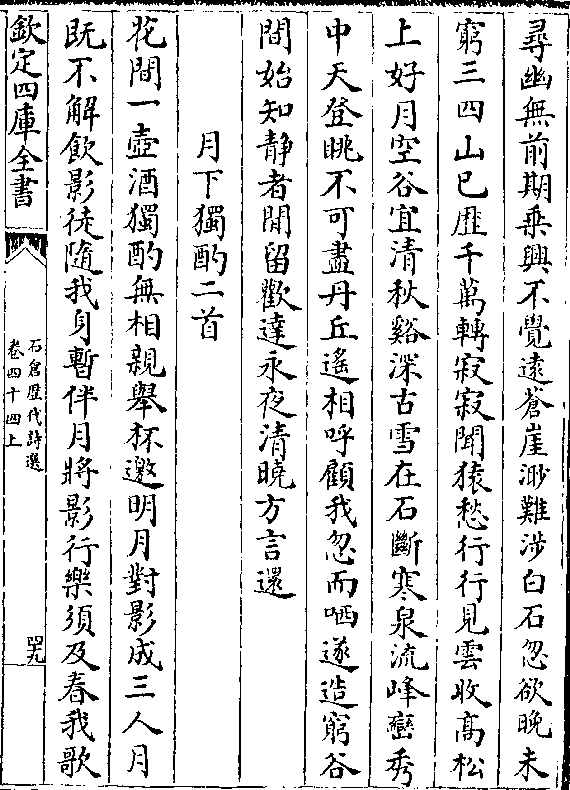 尋幽無前期乘興不覺遠蒼崖渺難涉白石忽欲晚未
窮三四山已歴千萬轉寂寂聞猿愁行行見雲收高松
上好月空谷宜清秋谿深古雪在石斷寒泉流峰巒秀
中天登眺不可盡丹丘遙相呼顧我忽而哂遂造窮谷
間始知静者閒留歡達永夜清曉方言還
月下獨酌二首
花間一壺酒獨酌無相親舉杯邀明月對影成三人月
既不解飲影徒隨我身暫伴月將影行樂須及春我歌
欽定四庫全書
石倉歴代詩選
卷四十四上
罒九